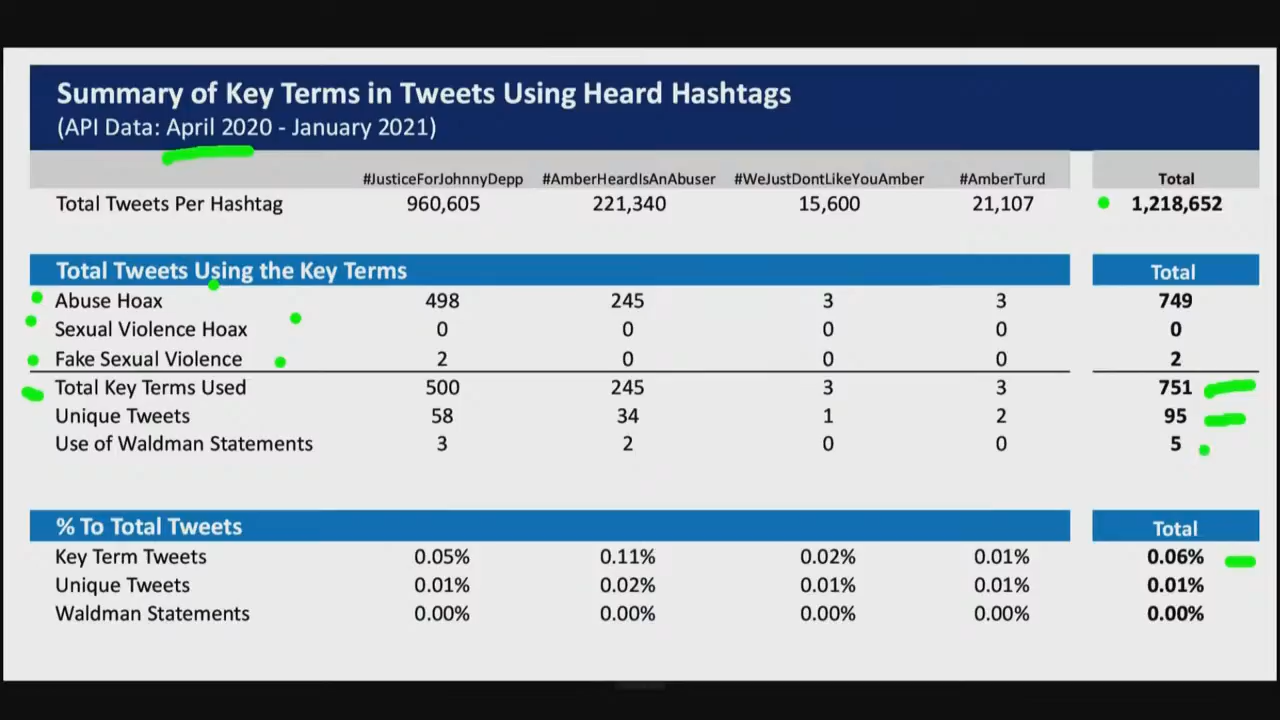 Summary of Key Terms in Tweets Using Heard Hashtags
(API Data: April 2020 - January 2021)
#JusticeForJohnnyDepp #AmberHeardIsAnAbuser #WeJustDontLikeYouAmber #AmberTurd Total
Total Tweets Per Hashtag 960,605 221,340 15,600 21,107 1,218,652
Total Tweets Using the Key Terms Total
Abuse Hoax 498 245 3 3 749
Sexual Violence Hoax 0 0 0 0 0
Fake Sexual Violence 2 0 0 0 2
Total Key Terms Used 500 245 3 3 751
Unique Tweets 58 34 1 2 95
Use of Waldman Statements 3 2 0 0 5
% To Total Tweets Total
Key Term Tweets 0.05% 0.11% 0.02% 0.01% 0.06%
Unique Tweets 0.01% 0.02% 0.01% 0.01% 0.01%
Waldman Statements 0.00% 0.00% 0.00% 0.00% 0.00%